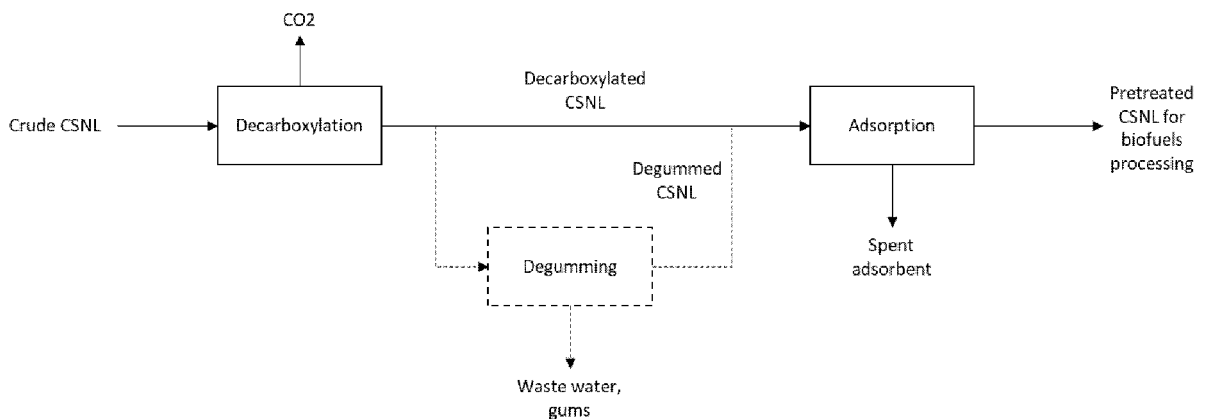 CO2
Decarboxylated
CSNL
Crude CSNL
Decarboxylation
Adsorption
Pretreated
CSNL for
biofuels
processing
Degummed
CSNL
Degumming
Spent
adsorbent
Waste water,
gums